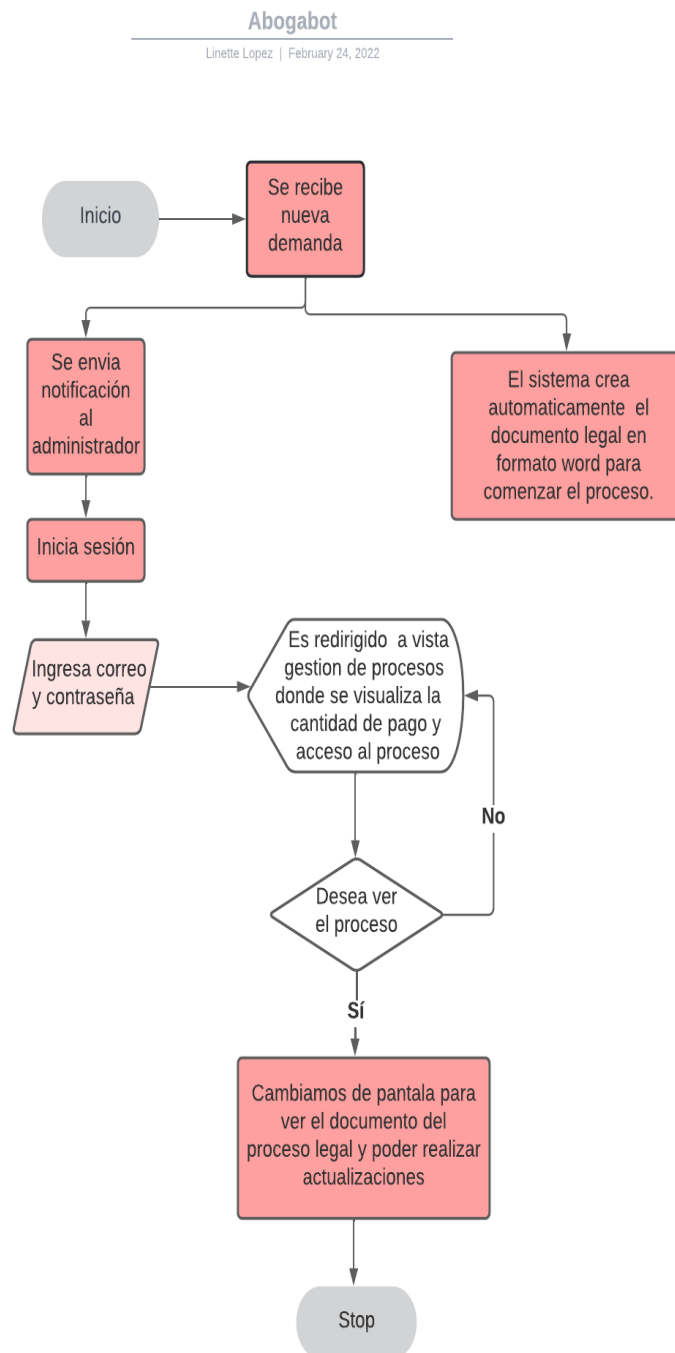 Abogabot
Linette Lopez | February 24, 2022
Inicio
Se recibe
nueva
demanda
Se envia
notificación
al
administrador
El sistema crea
automaticamente el
documento legal en
formato word para
comenzar el proceso.
Inicia sesión
Ingresa correo
y contraseña
Es redirigido a vista
gestion de procesos
donde se visualiza la
cantidad de pago y
acceso al proceso
No
Desea ver
el proceso
Sí
Cambiamos de pantala para
ver el documento del
proceso legal y poder realizar
actualizaciones
Stop